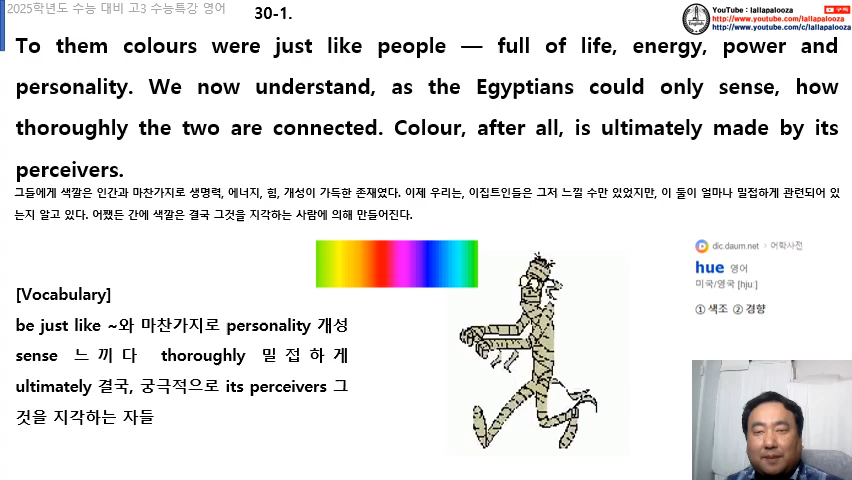 2025학년도 수능 대비 고3 수능특강 영어
30-1.
YouTube : lallapalooza
구독
http://www.youtube.com/lallapalooza
http://www.youtube.com/c/lallapalooza
English
To them colours were just like people — full of life, energy, power and
personality. We now understand, as the Egyptians could only sense, how
thoroughly the two are connected. Colour, after all, is ultimately made by its
perceivers.
그들에게 색깔은 인간과 마찬가지로 생명력, 에너지, 힘, 개성이 가득한 존재였다. 이제 우리는, 이집트인들은 그저 느낄 수만 있었지만, 이 둘이 얼마나 밀접하게 관련되어 있
는지 알고 있다. 어쨌든 간에 색깔은 결국 그것을 지각하는 사람에 의해 만들어진다.
dic.daum.net › 어학사전
hue 영어
미국/영국 [hju:]
① 색조 ② 경향
[Vocabulary]
be just like ~와 마찬가지로 personality 개성
sense 느끼다 thoroughly 밀접하게
ultimately 결국, 궁극적으로 its perceivers 그
것을 지각하는 자들